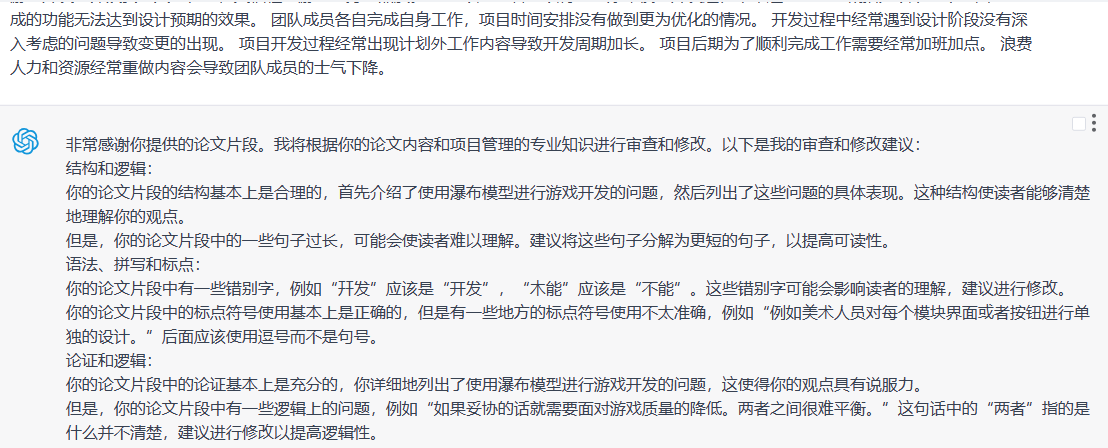 成的功能无法达到设计预期的效果。 团队成员各自完成自身工作，项目时间安排没有做到更为优化的情况。 开发过程中经常遇到设计阶段没有深
入考虑的问题导致变更的出现。 项目开发过程经常出现计划外工作内容导致开发周期加长。 项目后期为了顺利完成工作需要经常加班加点。 浪费
人力和资源经常重做内容会导致团队成员的士气下降。
非常感谢你提供的论文片段。我将根据你的论文内容和项目管理的专业知识进行审查和修改。以下是我的审查和修改建议：
结构和逻辑：
你的论文片段的结构基本上是合理的，首先介绍了使用瀑布模型进行游戏开发的问题，然后列出了这些问题的具体表现。这种结构使读者能够清楚
地理解你的观点。
但是，你的论文片段中的一些句子过长，可能会使读者难以理解。建议将这些句子分解为更短的句子，以提高可读性。
语法、拼写和标点：
你的论文片段中有一些错别字，例如“幵发”应该是“开发”，“木能”应该是“不能”。这些错别字可能会影响读者的理解，建议进行修改。
你的论文片段中的标点符号使用基本上是正确的，但是有一些地方的标点符号使用不太准确，例如“例如美术人员对每个模块界面或者按钮进行单
独的设计。”后面应该使用逗号而不是句号。
论证和逻辑：
你的论文片段中的论证基本上是充分的，你详细地列出了使用瀑布模型进行游戏开发的问题，这使得你的观点具有说服力。
但是，你的论文片段中有一些逻辑上的问题，例如“如果妥协的话就需要面对游戏质量的降低。两者之间很难平衡。”这句话中的“两者”指的是
什么并不清楚，建议进行修改以提高逻辑性。